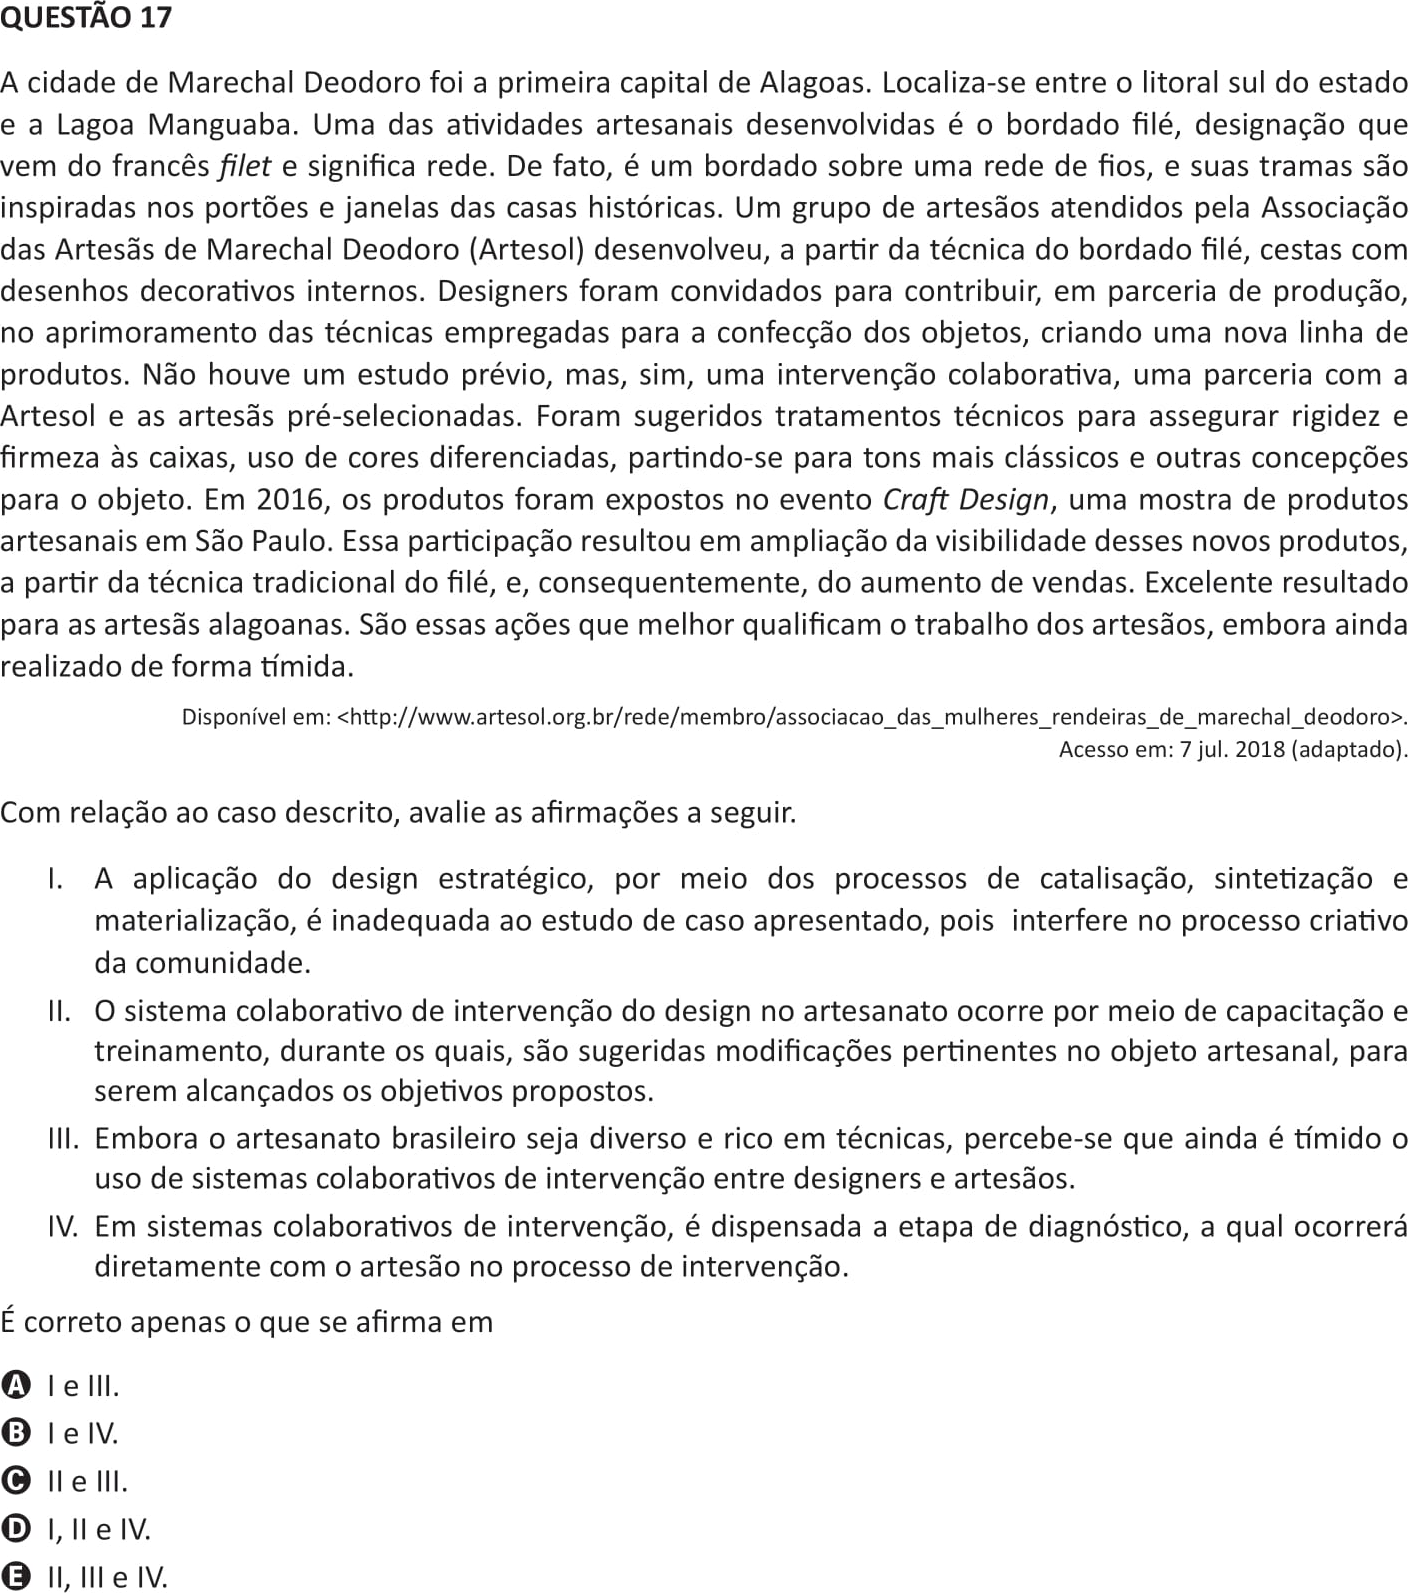 QUESTÃO 17
A cidade de Marechal Deodoro foi a primeira capital de Alagoas. Localiza-se entre o litoral sul do estado
e a Lagoa Manguaba. Uma das atividades artesanais desenvolvidas é o bordado filé, designação que
vem do francês filet e significa rede. De fato, é um bordado sobre uma rede de fios, e suas tramas são
inspiradas nos portões e janelas das casas históricas. Um grupo de artesãos atendidos pela Associação
das Artesãs de Marechal Deodoro (Artesol) desenvolveu, a partir da técnica do bordado filé, cestas com
desenhos decorativos internos. Designers foram convidados para contribuir, em parceria de produção,
no aprimoramento das técnicas empregadas para a confecção dos objetos, criando uma nova linha de
produtos. Não houve um estudo prévio, mas, sim, uma intervenção colaborativa, uma parceria com a
Artesol e as artesãs pré-selecionadas. Foram sugeridos tratamentos técnicos para assegurar rigidez e
firmeza às caixas, uso de cores diferenciadas, partindo-se para tons mais clássicos e outras concepções
para o objeto. Em 2016, os produtos foram expostos no evento Craft Design, uma mostra de produtos
artesanais em São Paulo. Essa participação resultou em ampliação da visibilidade desses novos produtos,
a partir da técnica tradicional do filé, e, consequentemente, do aumento de vendas. Excelente resultado
para as artesãs alagoanas. São essas ações que melhor qualificam o trabalho dos artesãos, embora ainda
realizado de forma tímida.
Disponível em: <http://www.artesol.org.br/rede/membro/associacao_das_mulheres_rendeiras_de_marechal_deodoro>.
Acesso em: 7 jul. 2018 (adaptado).
Com relação ao caso descrito, avalie as afirmações a seguir.
I. A aplicação do design estratégico, por meio dos processos de catalisação, sintetização e
materialização, é inadequada ao estudo de caso apresentado, pois interfere no processo criativo
da comunidade.
II. O sistema colaborativo de intervenção do design no artesanato ocorre por meio de capacitação e
treinamento, durante os quais, são sugeridas modificações pertinentes no objeto artesanal, para
serem alcançados os objetivos propostos.
III. Embora o artesanato brasileiro seja diverso e rico em técnicas, percebe-se que ainda é tímido o
uso de sistemas colaborativos de intervenção entre designers e artesãos.
IV. Em sistemas colaborativos de intervenção, é dispensada a etapa de diagnóstico, a qual ocorrerá
diretamente com o artesão no processo de intervenção.
É correto apenas o que se afirma em
A I e III.
B I e IV.
C II e III.
D I, II e IV.
E II, III e IV.